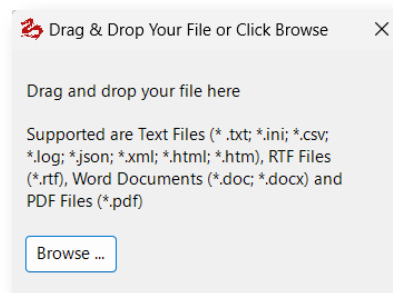 Drag & Drop Your File or Click Browse
Drag and drop your file here
Supported are Text Files (* .txt; *.ini; *.csv;
*.log; *.json; *.xml; *.html; *.htm), RTF Files
(*.rtf), Word Documents (*.doc; *.docx) and
PDF Files (*.pdf)
Browse ...